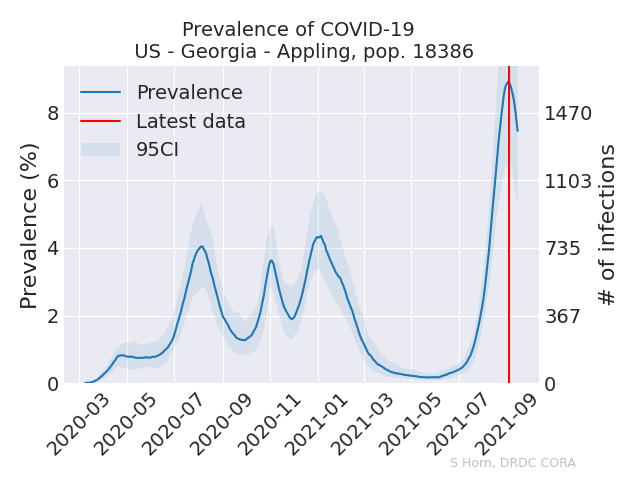 Prevalence of COVID-19
US - Georgia - Appling, pop. 18386
Prevalence
Latest data
95CI
Prevalence (%)
8
6
4
2
0
1470
1103
735
367
0
# of infections
2020-03
2020-05
2020-07
2020-09
2020-11
2021-01
2021-03
2021-05
2021-07
2021-09
S Horn, DRDC CORA